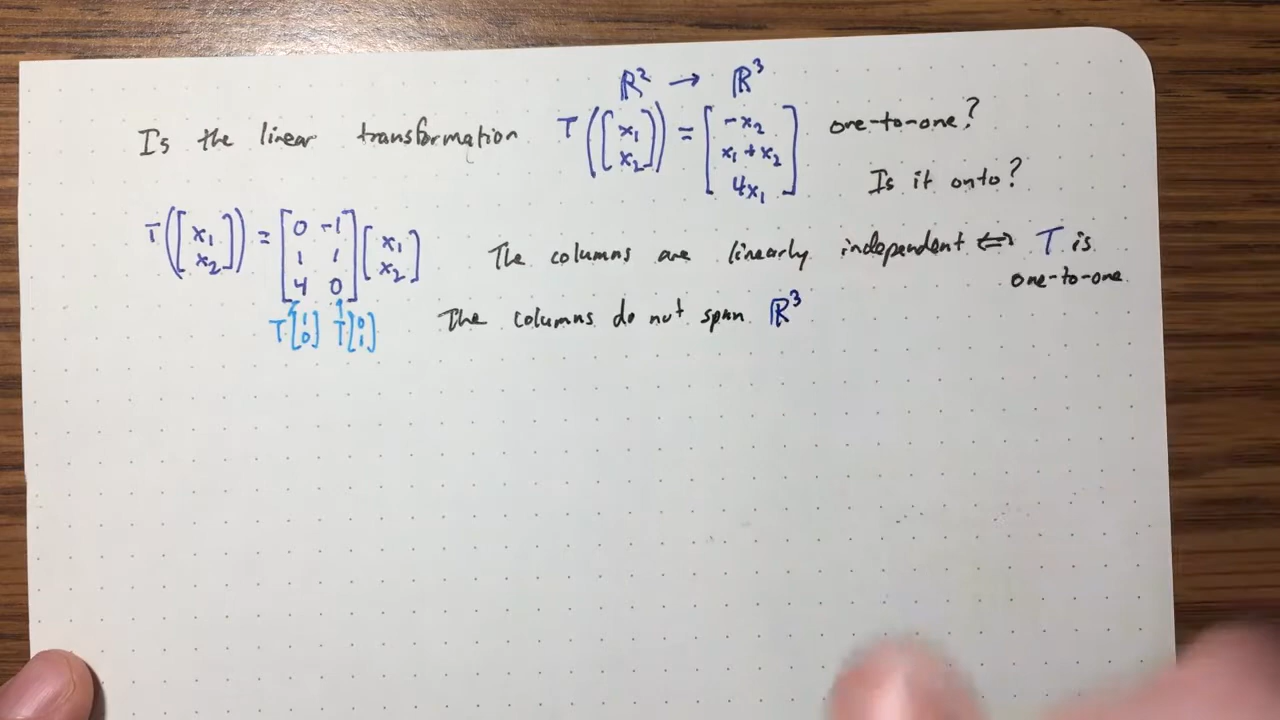 ℝ² → ℝ³
Is the linear transformation T([x₁ x₂]) = [-x₂ x₁ + x₂ 4x₁] one-to-one?
Is it onto?
T([x₁ x₂]) = [0 -1 1 1 4 0] [x₁ x₂] The columns are linearly independent ⟺ T is
one-to-one
T[1 0] T[0 1] The columns do not span ℝ³